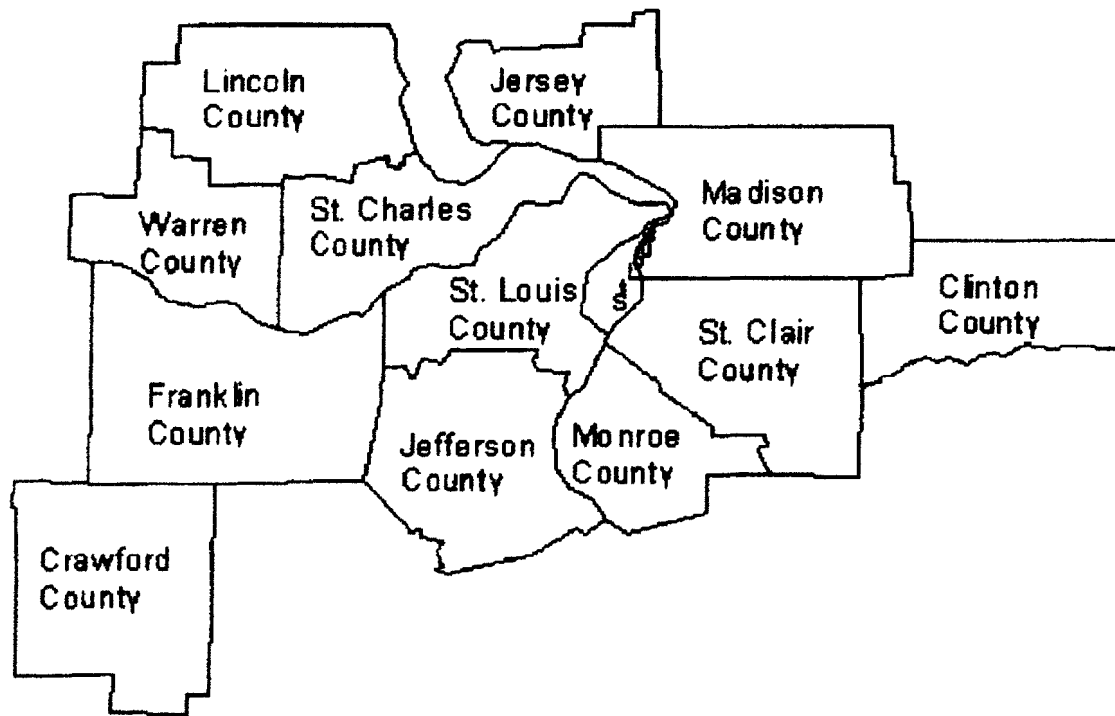 Lincoln
County
Jersey
County
Warren
County
St. Charles
County
Madison
County
St. Louis
County
St. Clair
County
Clinton
County
Franklin
County
Jefferson
County
Monroe
County
Crawford
County